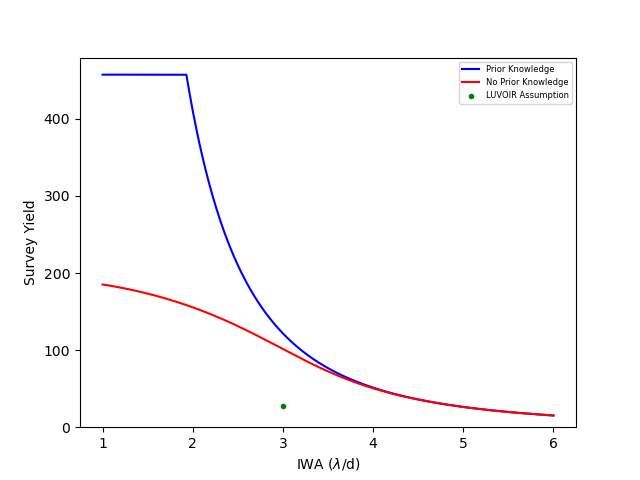 Prior Knowledge
No Prior Knowledge
LUVOIR Assumption
400
300
200
100
0
Survey Yield
1 2 3 4 5 6
IWA (λ/d)